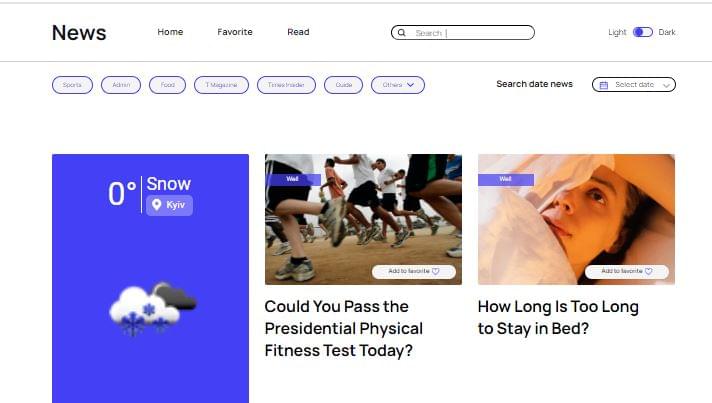 News
Home
Favorite
Read
Search
Light
Dark
Sports
Admin
Food
T Magazine
Times Insider
Guide
Others
Search date news
Select date
0°
Snow
Kyiv
Well
Add to favorite
Could You Pass the
Presidential Physical
Fitness Test Today?
Well
Add to favorite
How Long Is Too Long
to Stay in Bed?